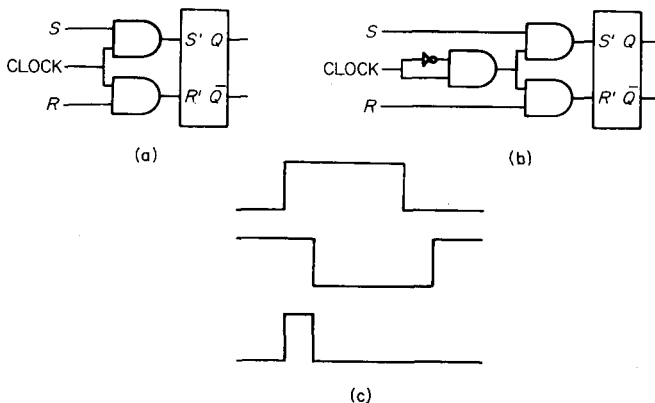 S
CLOCK
R
S' Q
R' Q̅
(a)
S
CLOCK
R
S' Q
R' Q̅
(b)
(c)